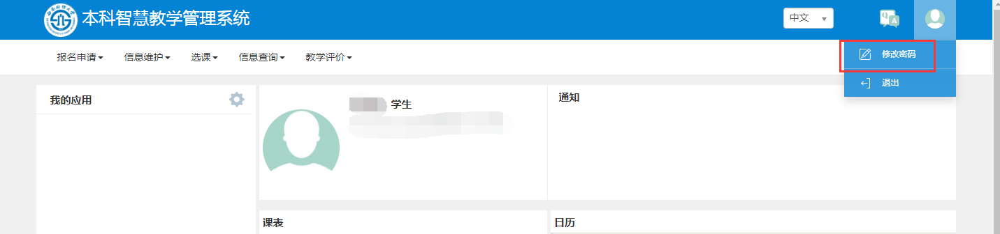 本科智慧教学管理系统
中文
Q
A
报名申请
信息维护
选课
信息查询
教学评价
修改密码
退出
我的应用
学生
通知
课表
日历